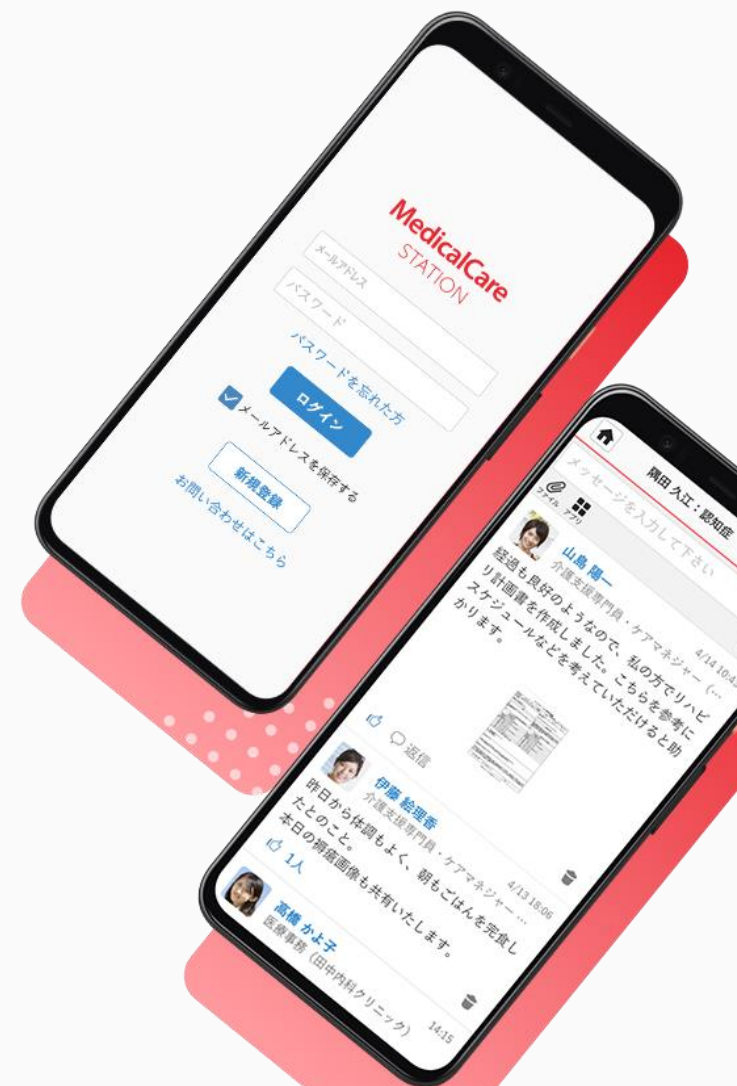 MedicalCare
STATION
メールアドレス
パスワード
パスワードを忘れた方
ログイン
メールアドレスを保存する
新規登録
お問い合わせはこちら
隅田 久江：認知症
メッセージを入力して下さい
ファイル アプリ
山島 陽一
介護支援専門員・ケアマネジャー（…
4/14 10:42
経過も良好のようなので、私の方でリハビ
リ計画書を作成しました。こちらを参考に
スケジュールなどを考えていただけると助
かります。
返信
伊藤 絵理香
介護支援専門員・ケアマネジャー …
4/13 18:06
昨日から体調もよく、朝もごはんを完食し
たとのこと。
本日の褥瘡画像も共有いたします。
1人
高橋 かよ子
医療事務（田中内科クリニック）
14:15